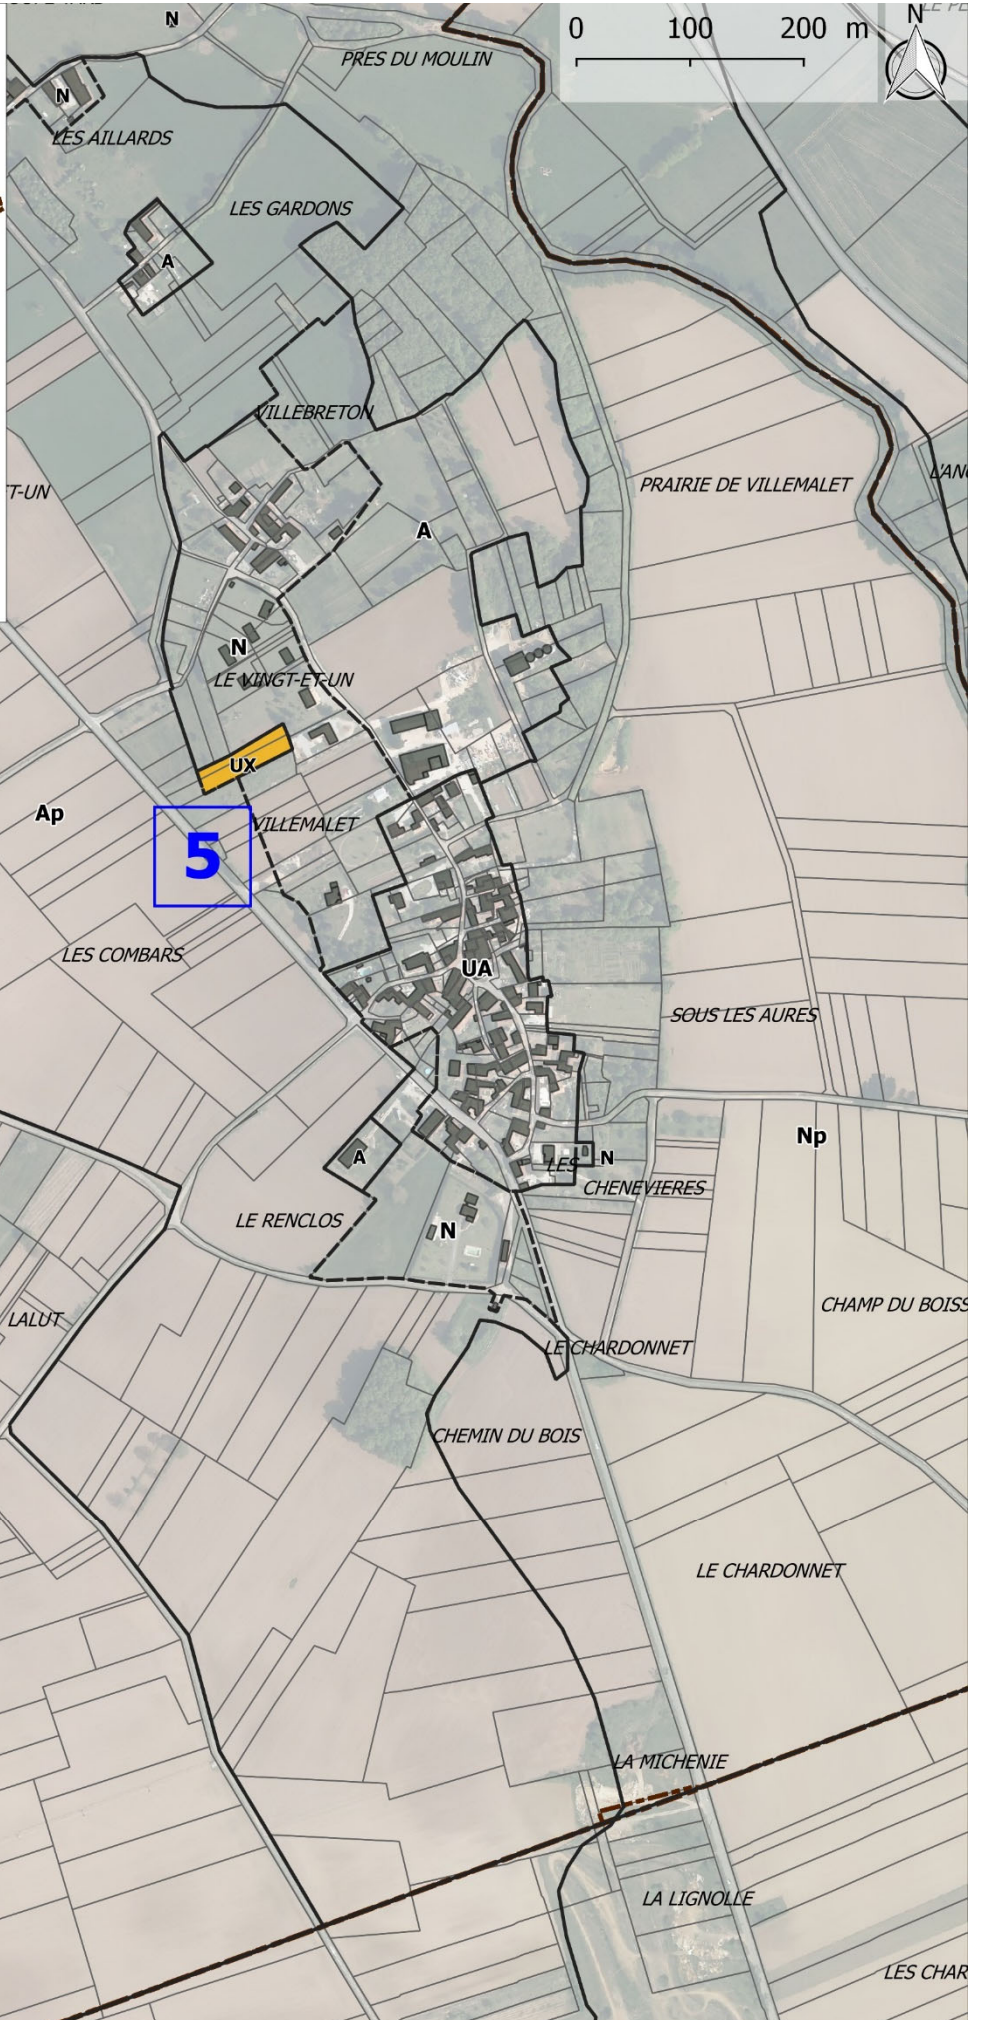 N
0 100 200 m
N
PRES DU MOULIN
N
LES AILLARDS
LES GARDONS
A
VILLEBRETON
T-UN
PRAIRIE DE VILLEMALET
A
N
LE VINGT-ET-UN
UX
Ap
VILLEMALET
5
LES COMBARS
UA
SOUS LES AURES
Np
A
LES
N
CHENEVIERES
LE RENCLOS
N
LALUT
CHAMP DU BOISS
LE CHARDONNET
CHEMIN DU BOIS
LE CHARDONNET
LA MICHENIE
LA LIGNOLLE
LES CHAR